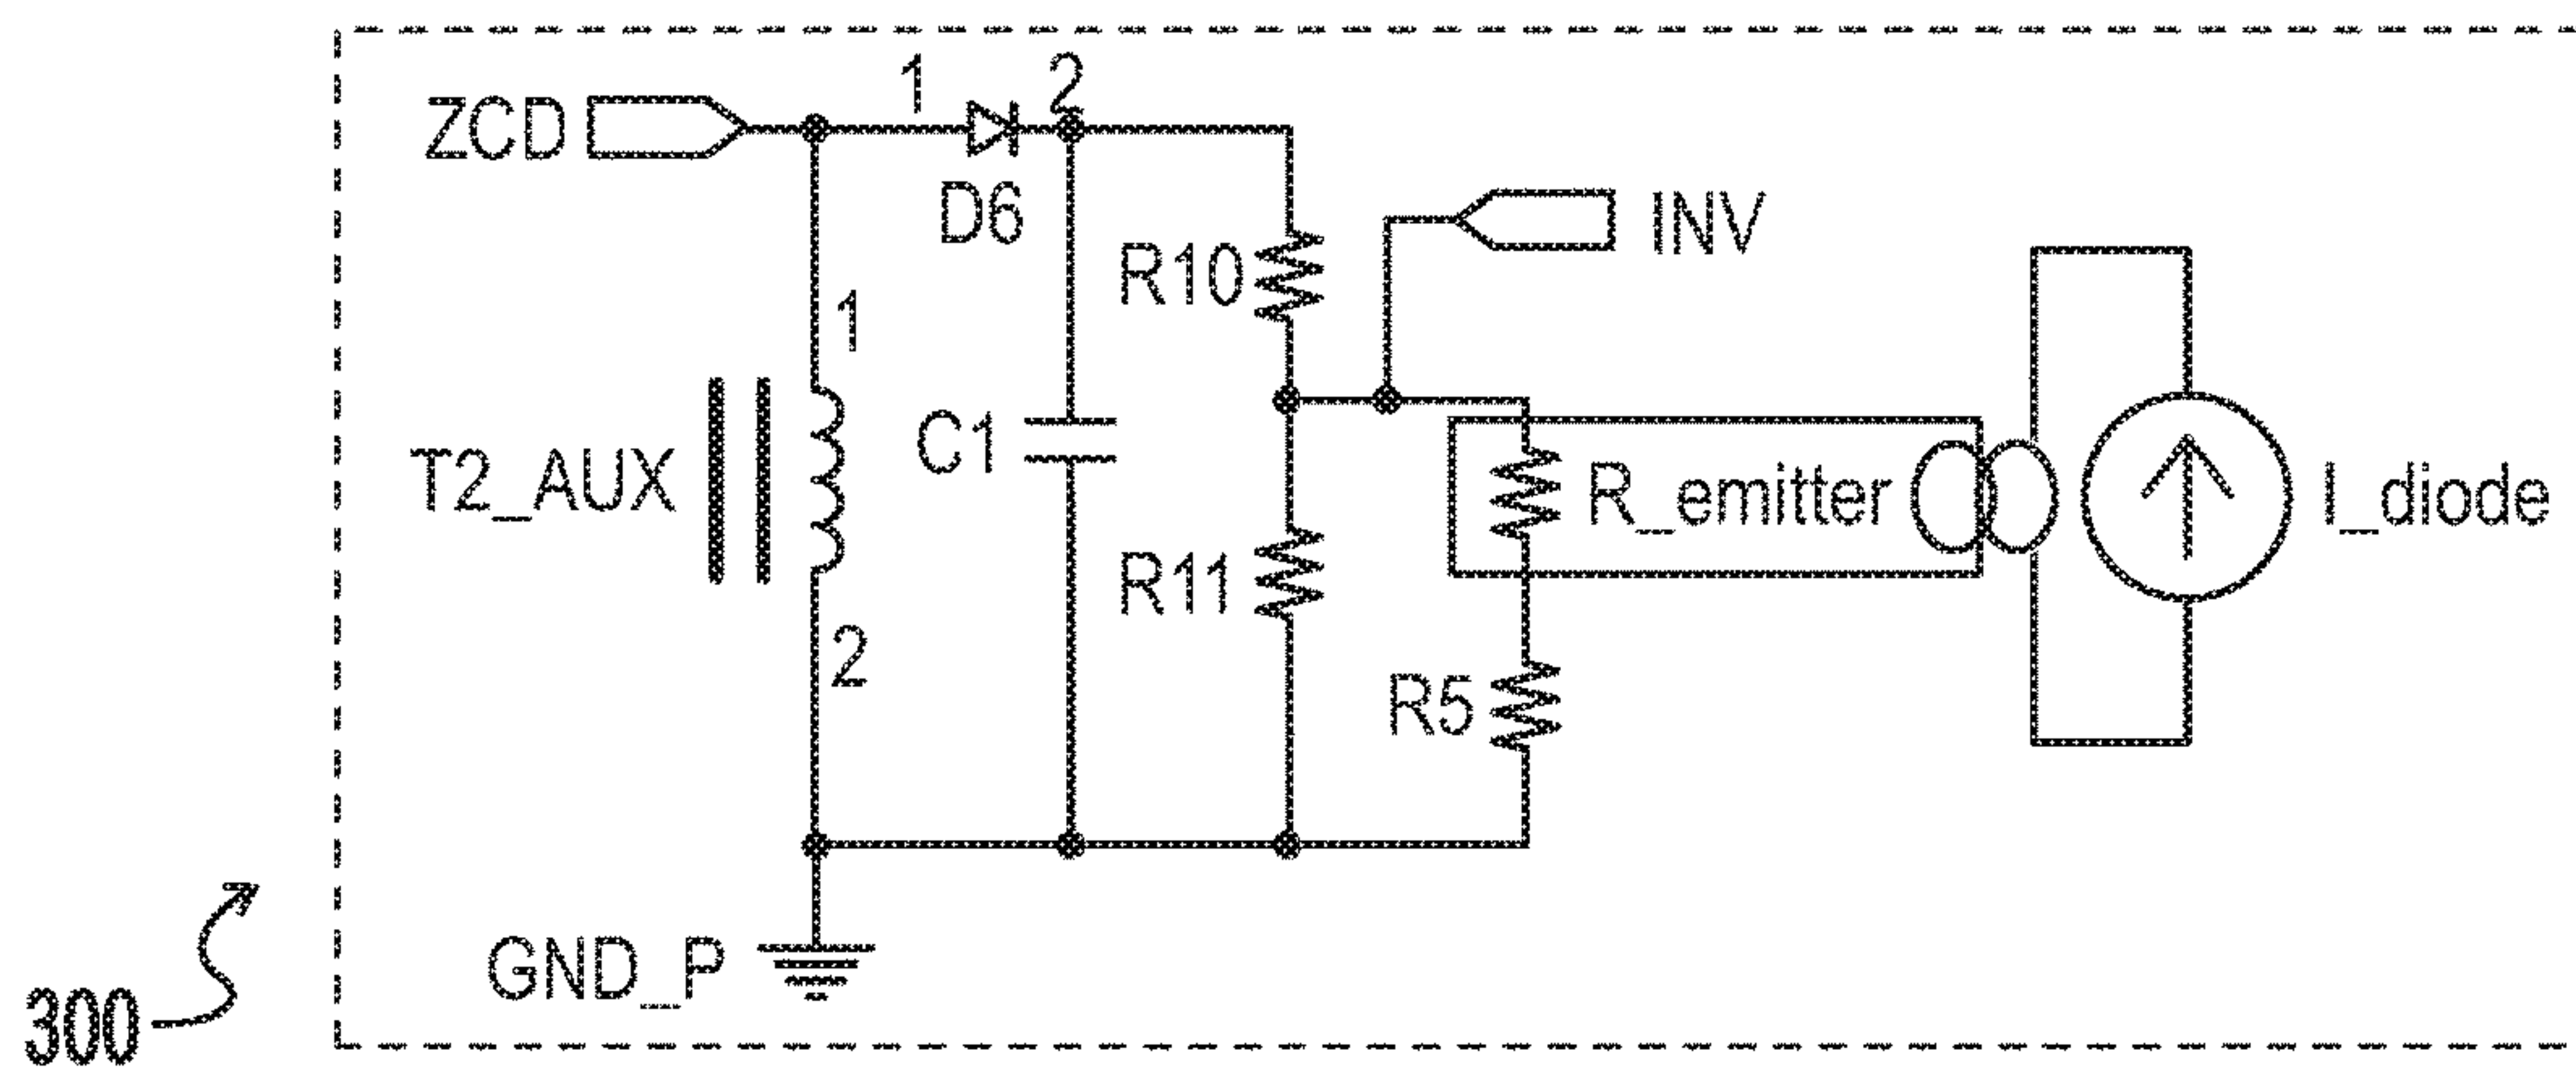 1
2
ZCD
D6
INV
R10
1
T2_AUX
C1
R_emitter
I_diode
R11
2
R5
GND_P
300